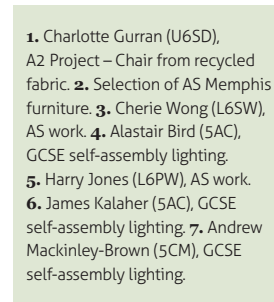 1. Charlotte Gurran (U6SD),
A2 Project – Chair from recycled
fabric. 2. Selection of AS Memphis
furniture. 3. Cherie Wong (L6SW),
AS work. 4. Alastair Bird (5AC),
GCSE self-assembly lighting.
5. Harry Jones (L6PW), AS work.
6. James Kalaher (5AC), GCSE
self-assembly lighting. 7. Andrew
Mackinley-Brown (5CM), GCSE
self-assembly lighting.